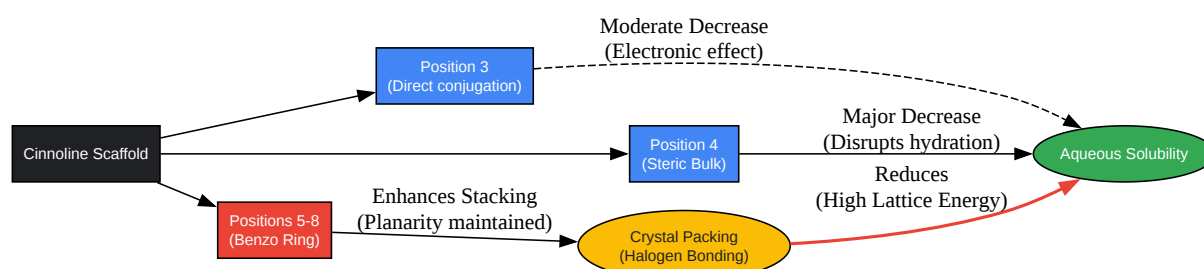 Moderate Decrease
(Electronic effect)
Position 3
(Direct conjugation)
Cinnoline Scaffold
Position 4
(Steric Bulk)
Major Decrease
(Disrupts hydration)
Aqueous Solubility
Positions 5-8
(Benzo Ring)
Enhances Stacking
(Planarity maintained)
Crystal Packing
(Halogen Bonding)
Reduces
(High Lattice Energy)